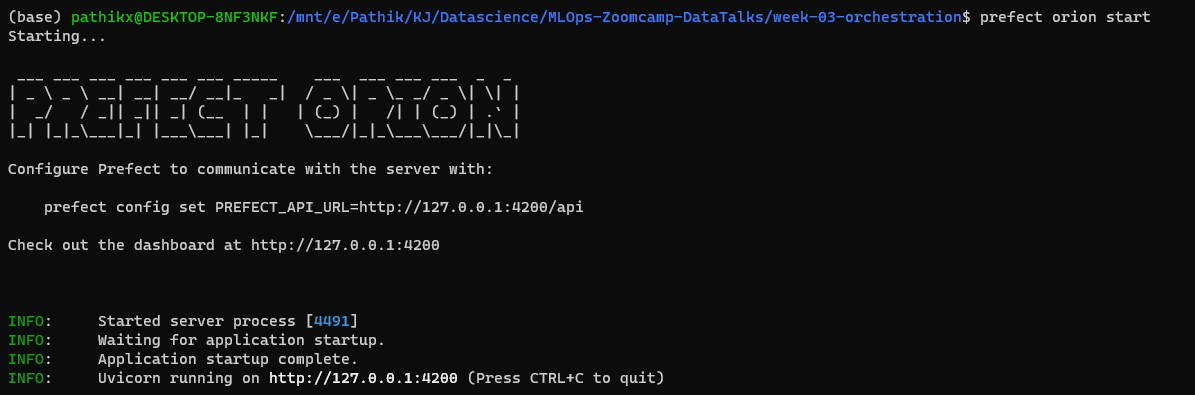 (base) pathikx@DESKTOP-8NF3NKF:/mnt/e/Pathik/KJ/Datascience/MLOps-Zoomcamp-DataTalks/week-03-orchestration$ prefect orion start
Starting...
 ___ ___ ___ ___ ___ ___ _____    ___  ___ ___ ___  _  _
| _ \ _ \ __| __| __/ __|_   _|  / _ \| _ \_ _/ _ \| \| |
|  _/   / _|| _|| _| (__  | |   | (_) |   /| | (_) | .` |
|_| |_|_\___|_| |___\___| |_|    \___/|_|_\___\___/|_|\_|
Configure Prefect to communicate with the server with:
    prefect config set PREFECT_API_URL=http://127.0.0.1:4200/api
Check out the dashboard at http://127.0.0.1:4200
INFO:     Started server process [4491]
INFO:     Waiting for application startup.
INFO:     Application startup complete.
INFO:     Uvicorn running on http://127.0.0.1:4200 (Press CTRL+C to quit)